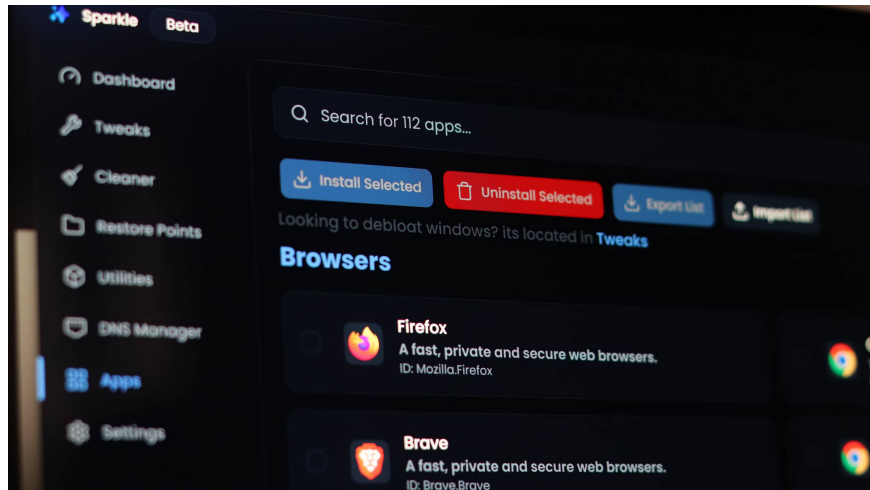 Sparkle Beta
Dashboard
Tweaks
Cleaner
Restore Points
Utilities
DNS Manager
Apps
Settings
Search for 112 apps...
Install Selected Uninstall Selected Export List Import List
Looking to debloat windows? its located in Tweaks
Browsers
Firefox
A fast, private and secure web browsers.
ID: Mozilla.Firefox
Brave
A fast, private and secure web browsers.
ID: Brave.Brave